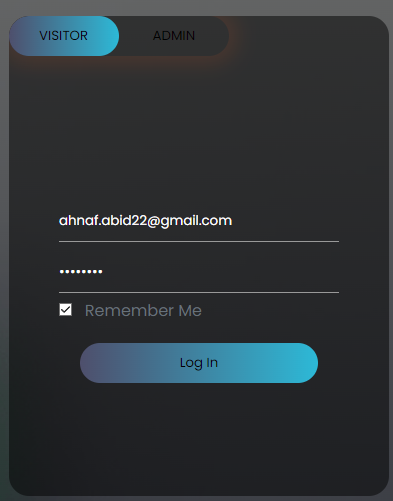 VISITOR ADMIN
ahnaf.abid22@gmail.com
••••••••
Remember Me
Log In